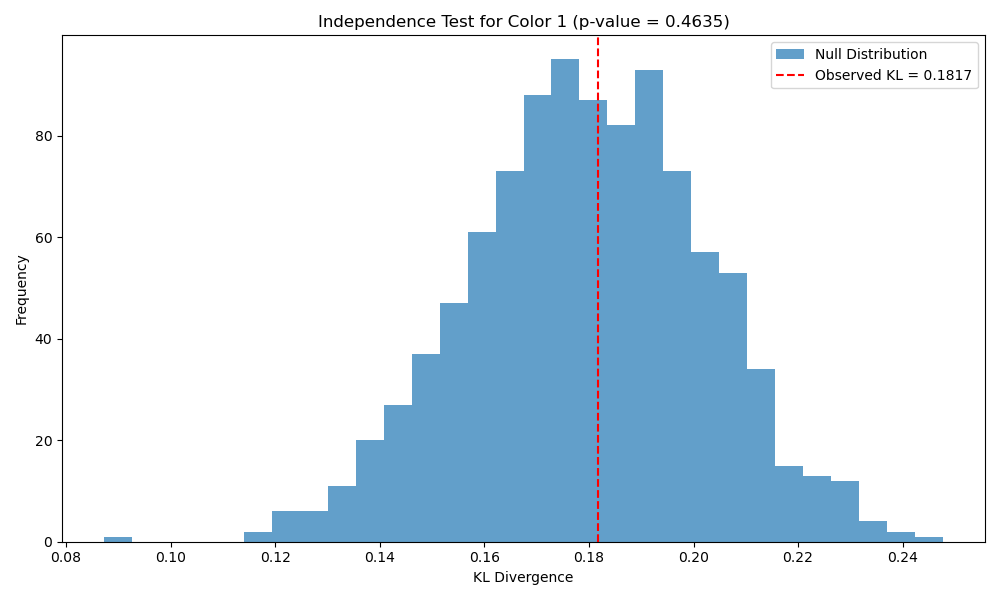 Independence Test for Color 1 (p-value = 0.4635)
Null Distribution
Observed KL = 0.1817
Frequency
80
60
40
20
0
0.08 0.10 0.12 0.14 0.16 0.18 0.20 0.22 0.24
KL Divergence